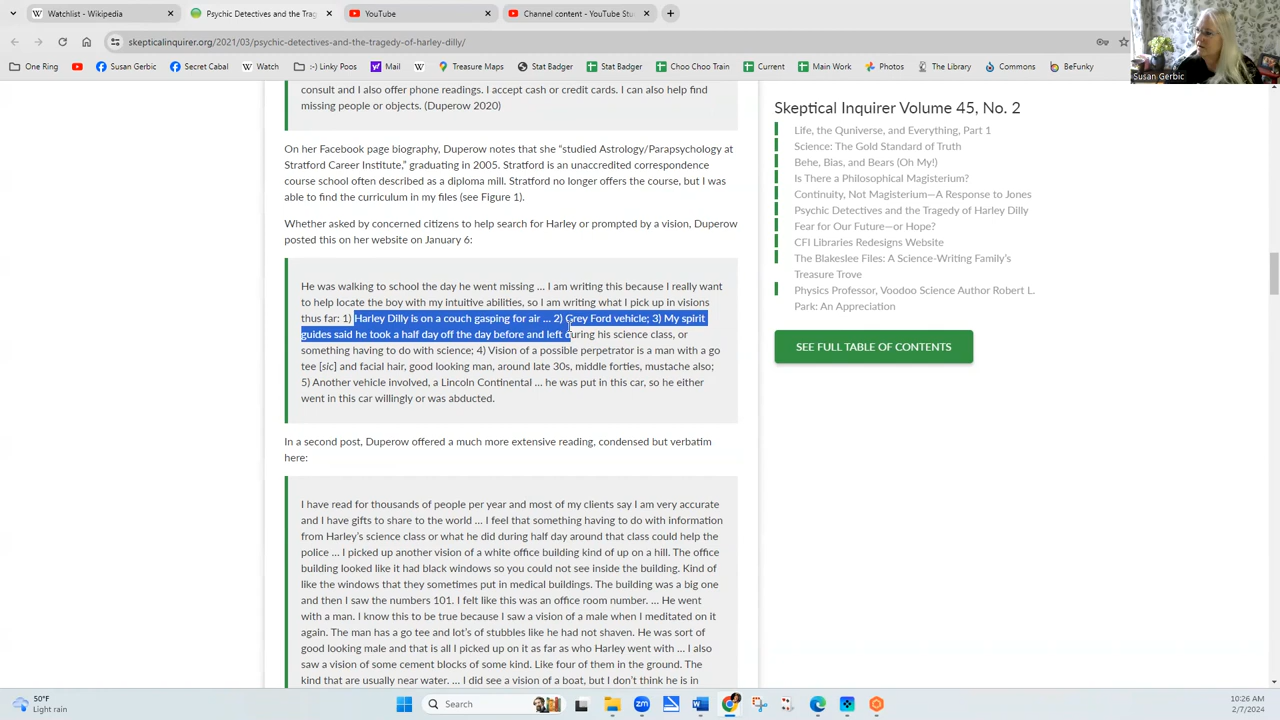 Watchlist - Wikipedia
Psychic Detectives and the Trag
YouTube
Channel content - YouTube Stu
skepticalinquirer.org/2021/03/psychic-detectives-and-the-tragedy-of-harley-dilly/
One Ring
Susan Gerbic
Secret Cabal
Watch
:-) Linky Poos
Mail
Treasure Maps
Stat Badger
Stat Badger
Choo Choo Train
Combined
Main Work
Photos
The Library
Commons
BeFunky
Susan Gerbic
consult and I also offer phone readings. I accept cash or credit cards. I can also help find
missing people or objects. (Duperow 2020)
On her Facebook page biography, Duperow notes that she “studied Astrology/Parapsychology at
Stratford Career Institute,” graduating in 2005. Stratford is an unaccredited correspondence
course school often described as a diploma mill. Stratford no longer offers the course, but I was
able to find the curriculum in my files (see Figure 1).
Whether asked by concerned citizens to help search for Harley or prompted by a vision, Duperow
posted this on her website on January 6:
He was walking to school the day he went missing … I am writing this because I really want
to help locate the boy with my intuitive abilities, so I am writing what I pick up in visions
thus far: 1) Harley Dilly is on a couch gasping for air … 2) Grey Ford vehicle; 3) My spirit
guides said he took a half day off the day before and left during his science class, or
something having to do with science; 4) Vision of a possible perpetrator is a man with a go
tee [sic] and facial hair, good looking man, around late 30s, middle forties, mustache also;
5) Another vehicle involved, a Lincoln Continental … he was put in this car, so he either
went in this car willingly or was abducted.
In a second post, Duperow offered a much more extensive reading, condensed but verbatim
here:
I have read for thousands of people per year and most of my clients say I am very accurate
and I have gifts to share to the world … I feel that something having to do with information
from Harley’s science class or what he did during half day around that class could help the
police … I picked up another vision of a white office building kind of up on a hill. The office
building looked like it had black windows so you could not see inside the building. Kind of
like the windows that they sometimes put in medical buildings. The building was a big one
and then I saw the numbers 101. I felt like this was an office room number. … He went
with a man. I know this to be true because I saw a vision of a male when I meditated on it
again. The man has a go tee and lot’s of stubbles like he had not shaven. He was sort of
good looking male and that is all I picked up on it as far as who Harley went with … I also
saw a vision of some cement blocks of some kind. Like four of them in the ground. The
kind that are usually near water. … I did see a vision of a boat, but I don’t think he is in
Skeptical Inquirer Volume 45, No. 2
Life, the Quniverse, and Everything, Part 1
Science: The Gold Standard of Truth
Behe, Bias, and Bears (Oh My!)
Is There a Philosophical Magisterium?
Continuity, Not Magisterium—A Response to Jones
Psychic Detectives and the Tragedy of Harley Dilly
Fear for Our Future—or Hope?
CFI Libraries Redesigns Website
The Blakeslee Files: A Science-Writing Family’s
Treasure Trove
Physics Professor, Voodoo Science Author Robert L.
Park: An Appreciation
SEE FULL TABLE OF CONTENTS
50°F
Light rain
Search
10:26 AM
2/7/2024